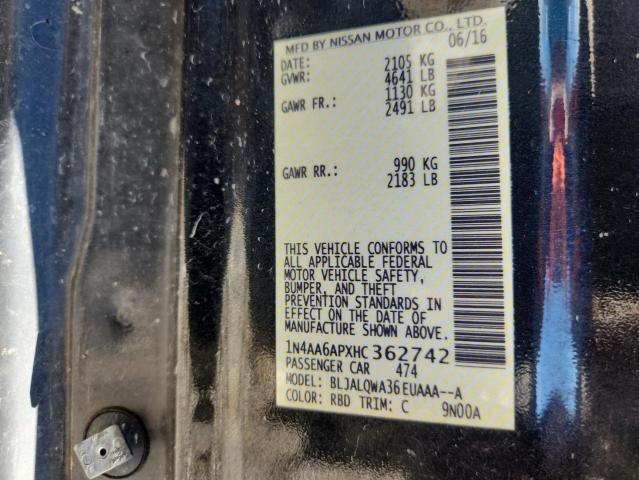 MFD BY NISSAN MOTOR CO., LTD.
DATE: 06/16
GVWR: 2105 KG
4641 LB
GAWR FR.: 1130 KG
2491 LB
GAWR RR.: 990 KG
2183 LB
THIS VEHICLE CONFORMS TO
ALL APPLICABLE FEDERAL
MOTOR VEHICLE SAFETY,
BUMPER, AND THEFT
PREVENTION STANDARDS IN
EFFECT ON THE DATE OF
MANUFACTURE SHOWN ABOVE.
1N4AA6APXHC362742
PASSENGER CAR 474
MODEL: BLJALQWA36EUAAA--A
COLOR: RBD TRIM: C 9N00A